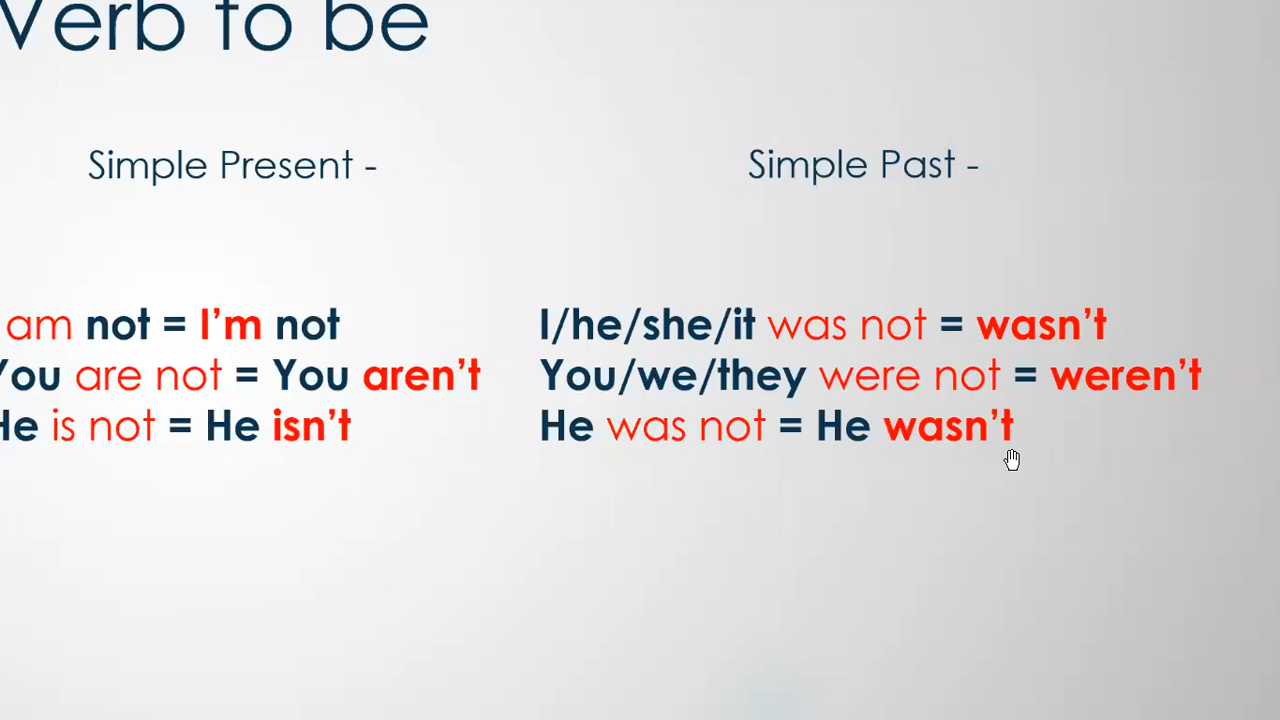 Verb to be
Simple Present -
am not = I'm not
You are not = You aren't
He is not = He isn't
Simple Past -
I/he/she/it was not = wasn't
You/we/they were not = weren't
He was not = He wasn't